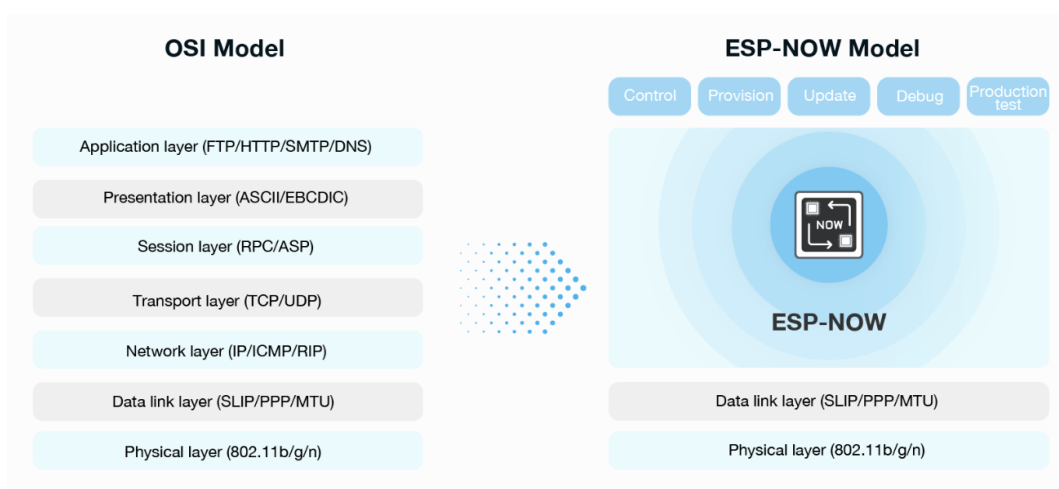 OSI Model
Application layer (FTP/HTTP/SMTP/DNS)
Presentation layer (ASCII/EBCDIC)
Session layer (RPC/ASP)
Transport layer (TCP/UDP)
Network layer (IP/ICMP/RIP)
Data link layer (SLIP/PPP/MTU)
Physical layer (802.11b/g/n)
ESP-NOW Model
Control
Provision
Update
Debug
Production
test
NOW
ESP-NOW
Data link layer (SLIP/PPP/MTU)
Physical layer (802.11b/g/n)